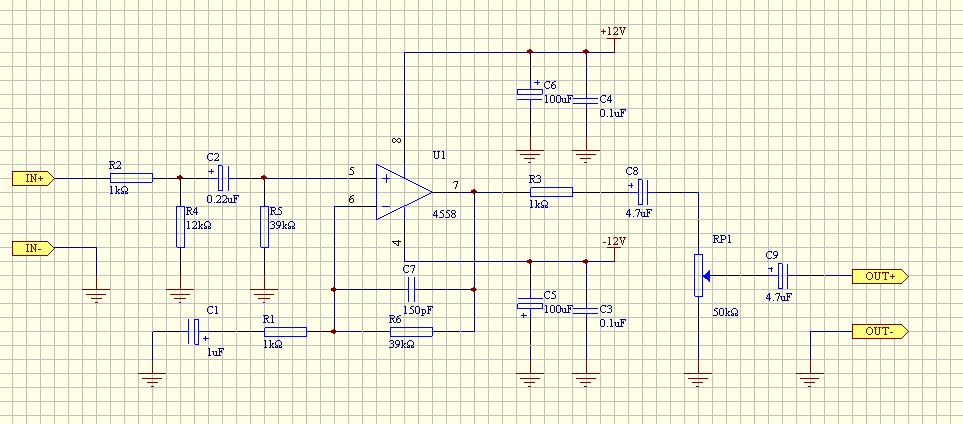 +12V
C6
100uF
C4
0.1uF
8
U1
R2
C2
5
7
R3
C8
IN+
+
+
1kΩ
0.22uF
6
4558
1kΩ
4.7uF
R4
12kΩ
R5
39kΩ
4
-12V
RP1
IN-
C7
150pF
C9
OUT+
C5
100uF
C3
0.1uF
4.7uF
50kΩ
C1
R1
R6
OUT-
1uF
1kΩ
39kΩ